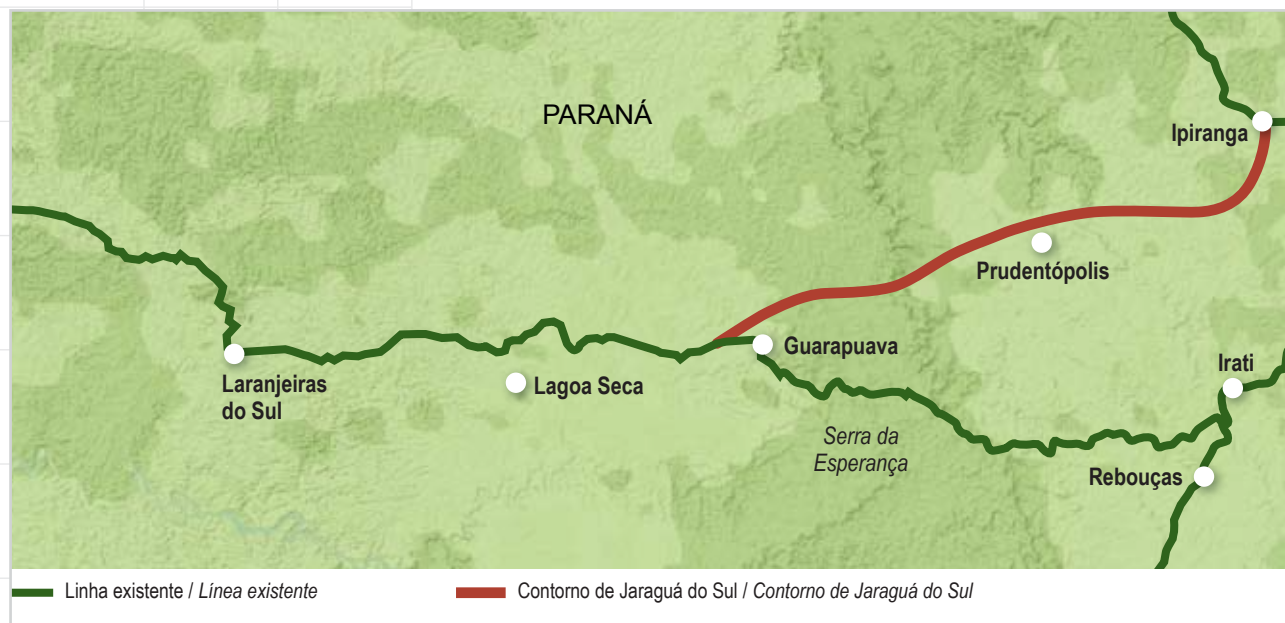 PARANÁ
Ipiranga
Prudentópolis
Guarapuava
Irati
Laranjeiras
do Sul
Lagoa Seca
Serra da
Esperança
Rebouças
Linha existente / Línea existente
Contorno de Jaraguá do Sul / Contorno de Jaraguá do Sul